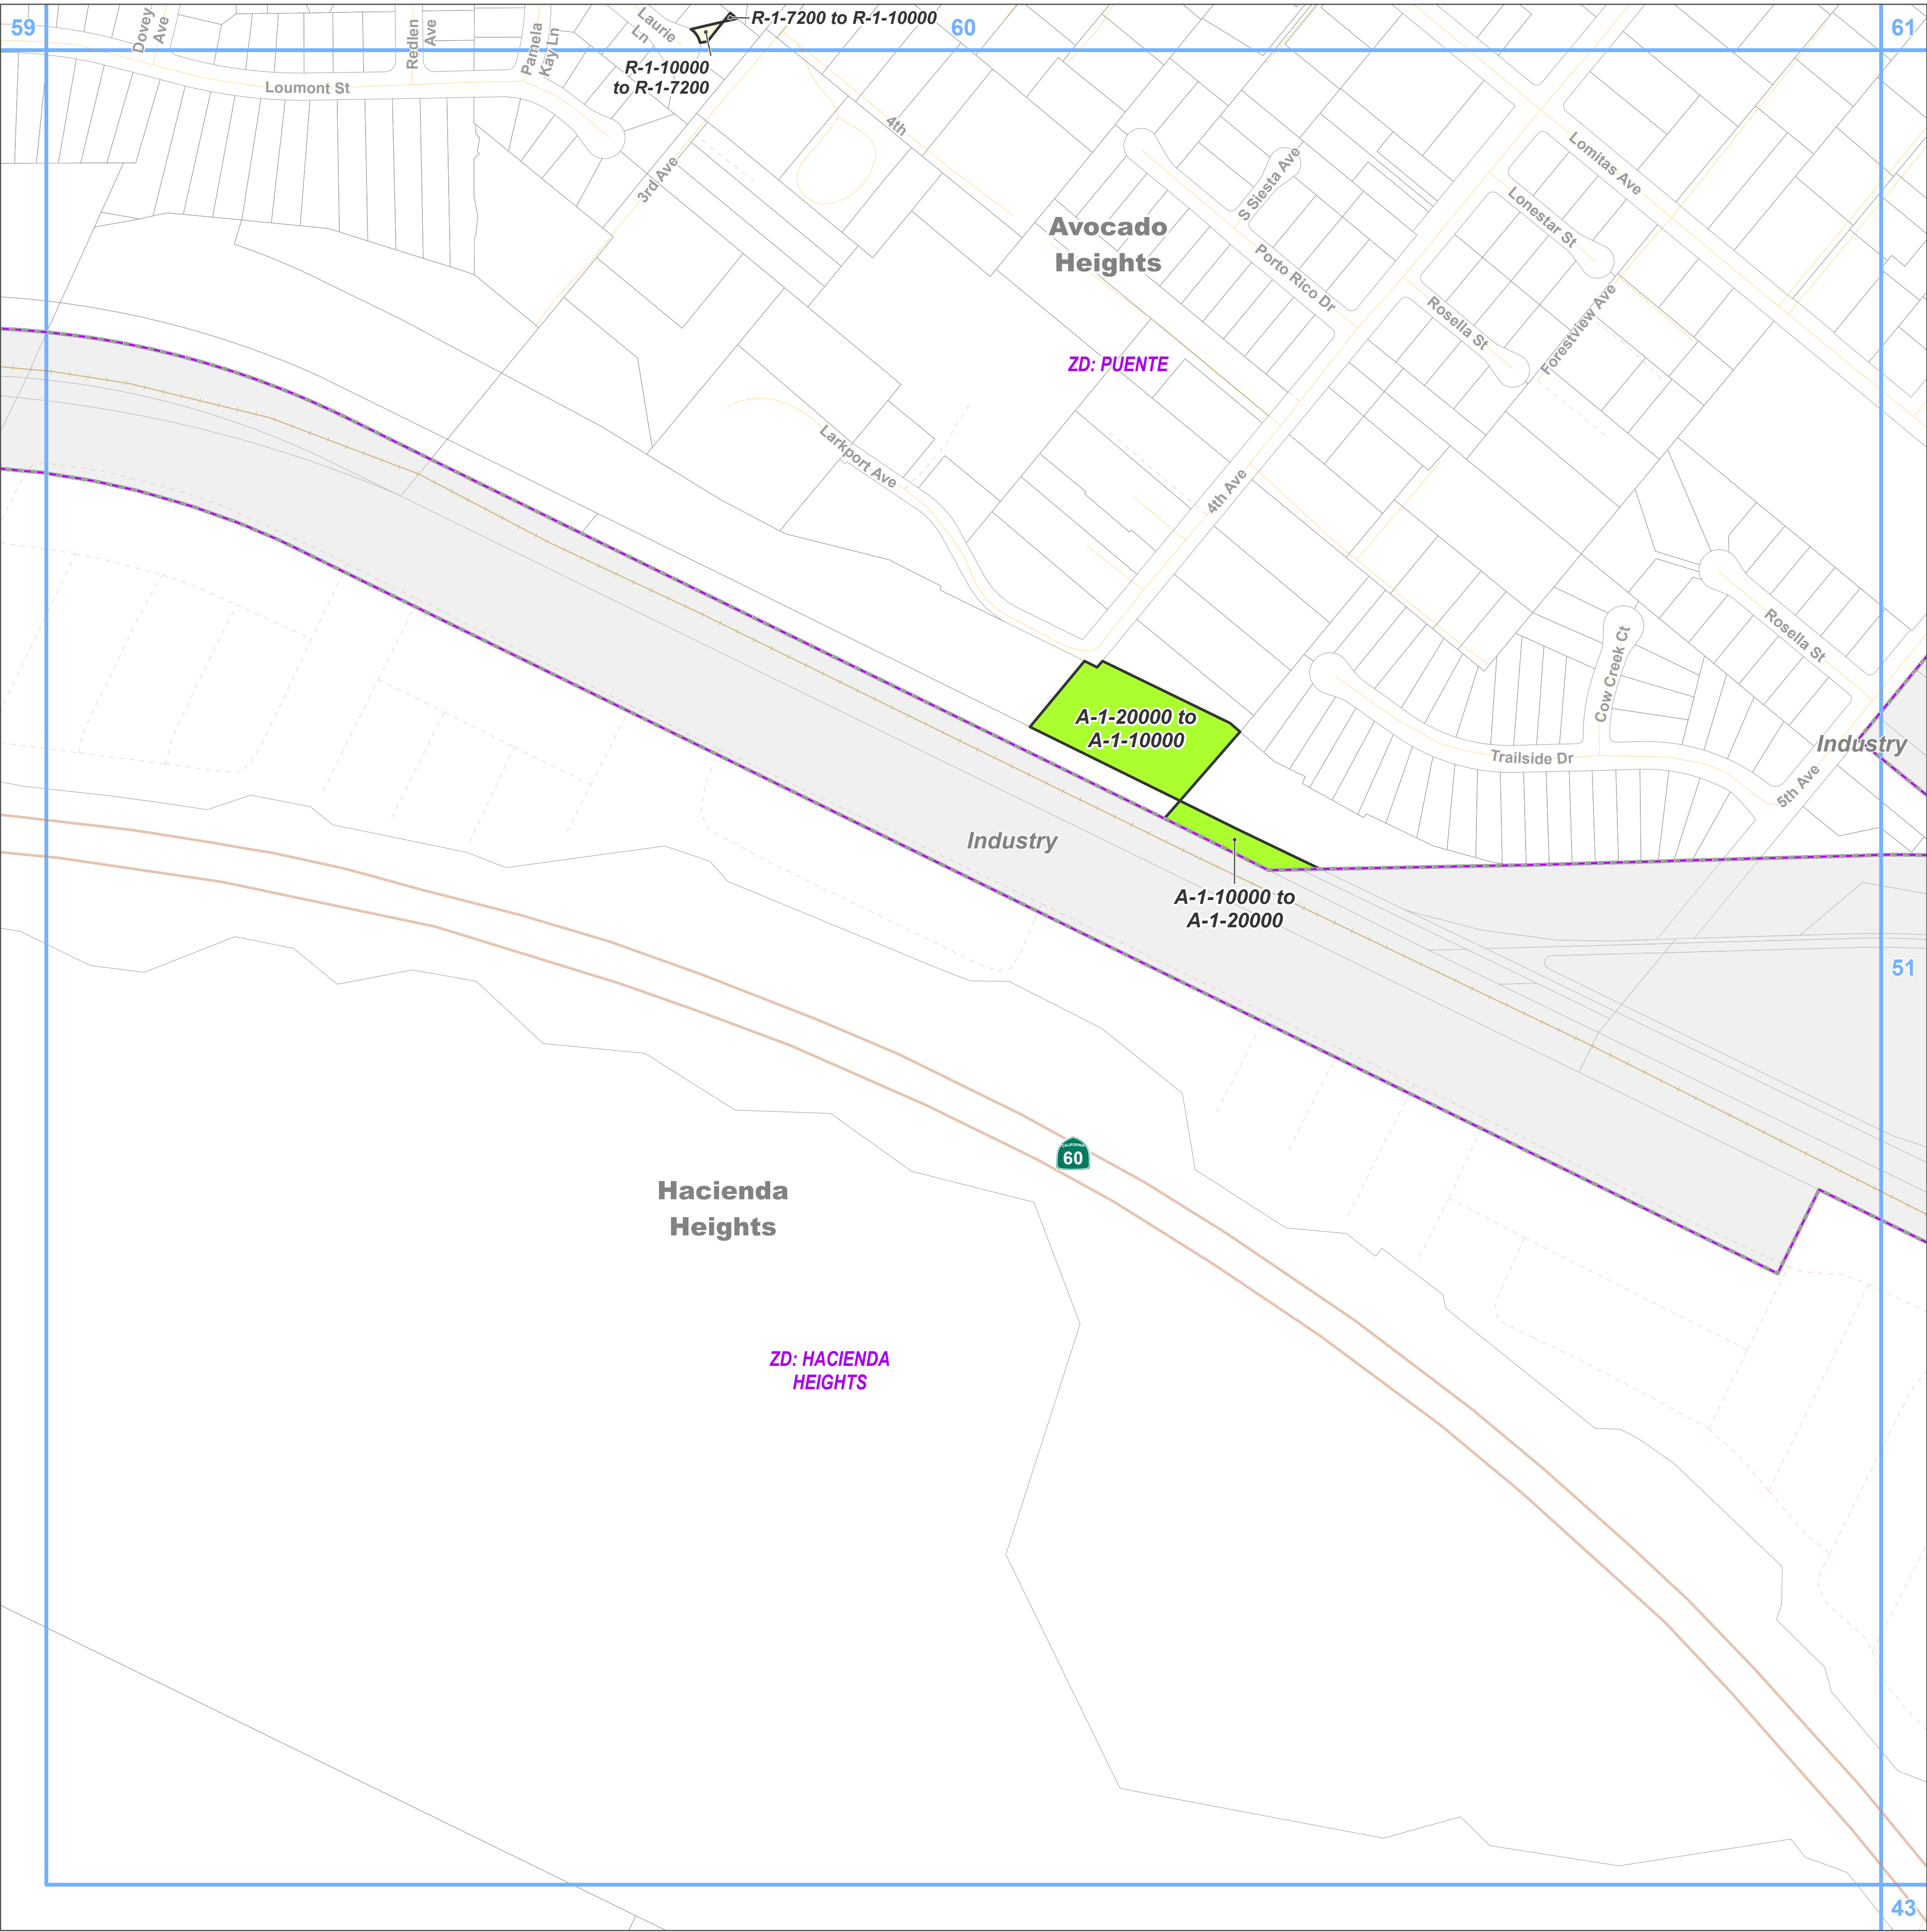 59
Dovey
Ave
Redlen
Ave
Pamela
Kay Ln
Laurie
Ln
R-1-7200 to R-1-10000
60
61
R-1-10000
to R-1-7200
Loumont St
4th
3rd Ave
Lomitas Ave
S Siesta Ave
Lonestar St
Avocado
Heights
Porto Rico Dr
Rosella St
Forestview Ave
ZD: PUENTE
Larkport Ave
4th Ave
Rosella St
Cow Creek Ct
A-1-20000 to
A-1-10000
Trailside Dr
Industry
5th Ave
Industry
A-1-10000 to
A-1-20000
51
CALIFORNIA
60
Hacienda
Heights
ZD: HACIENDA
HEIGHTS
43